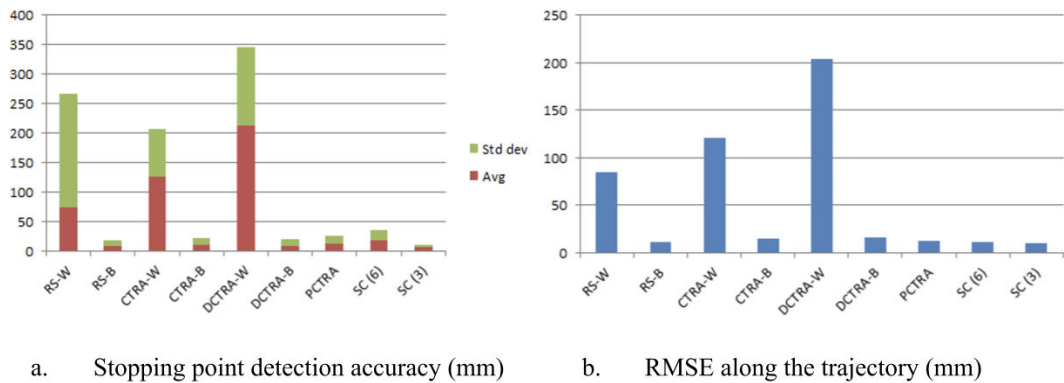 400
350
300
250
200
150
100
50
0
RS-W
RS-B
CTRA-W
CTRA-B
DCTRA-W
DCTRA-B
PCTRA
SC (6)
SC (3)
Std dev
Avg
a. Stopping point detection accuracy (mm)
250
200
150
100
50
0
RS-W
RS-B
CTRA-W
CTRA-B
DCTRA-W
DCTRA-B
PCTRA
SC (6)
SC (3)
b. RMSE along the trajectory (mm)